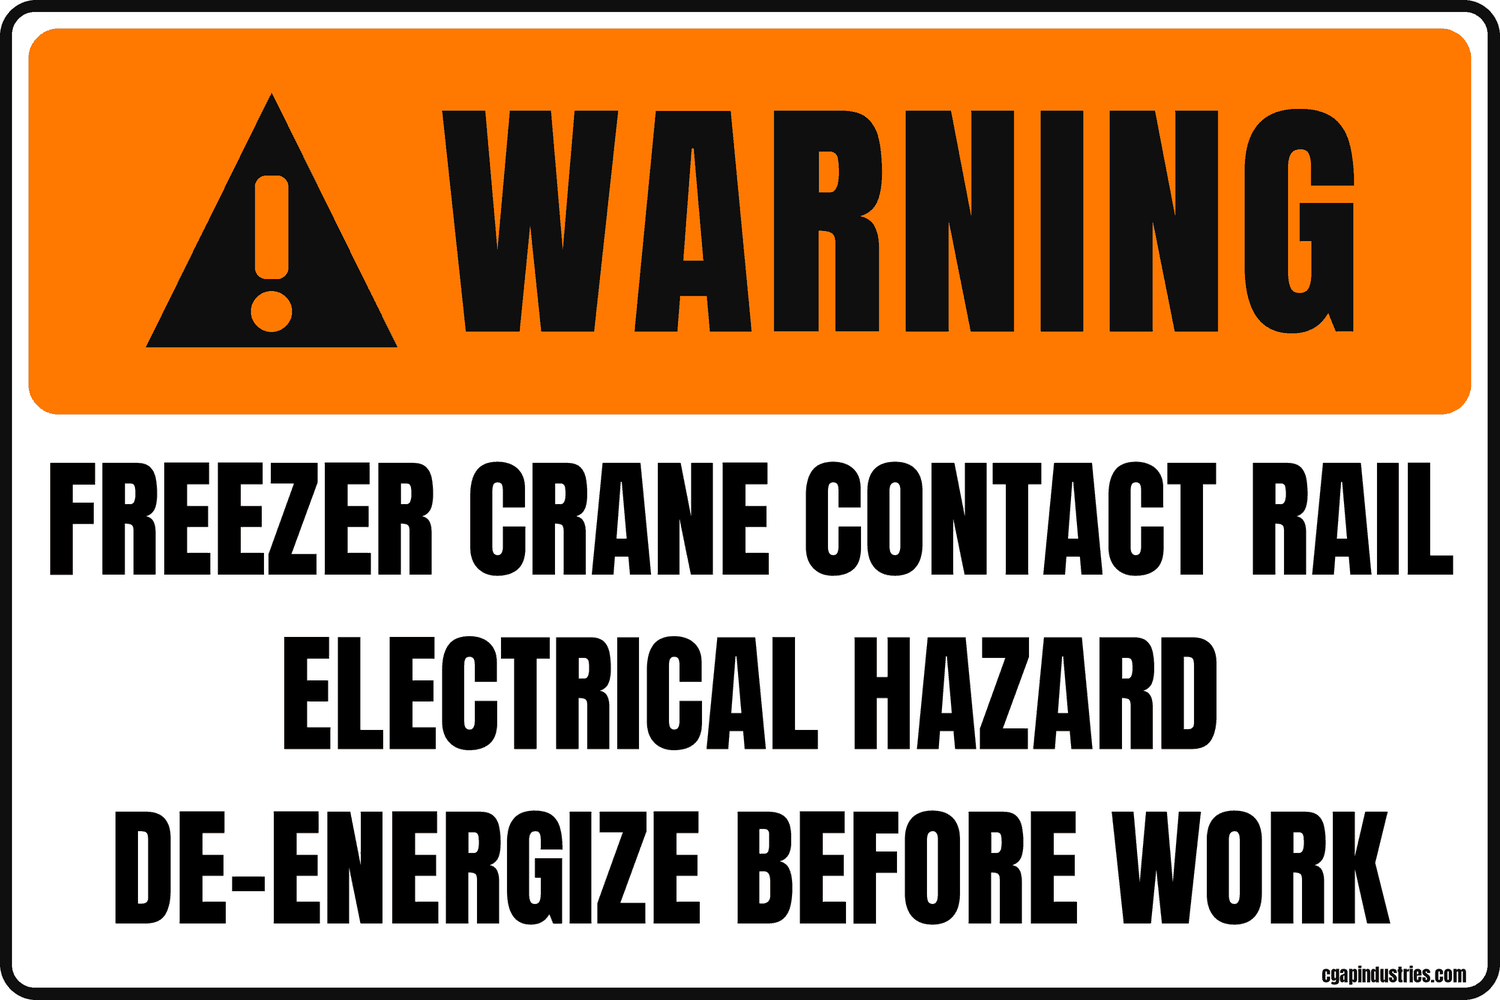 WARNING
FREEZER CRANE CONTACT RAIL
ELECTRICAL HAZARD
DE-ENERGIZE BEFORE WORK
cgapindustries.com